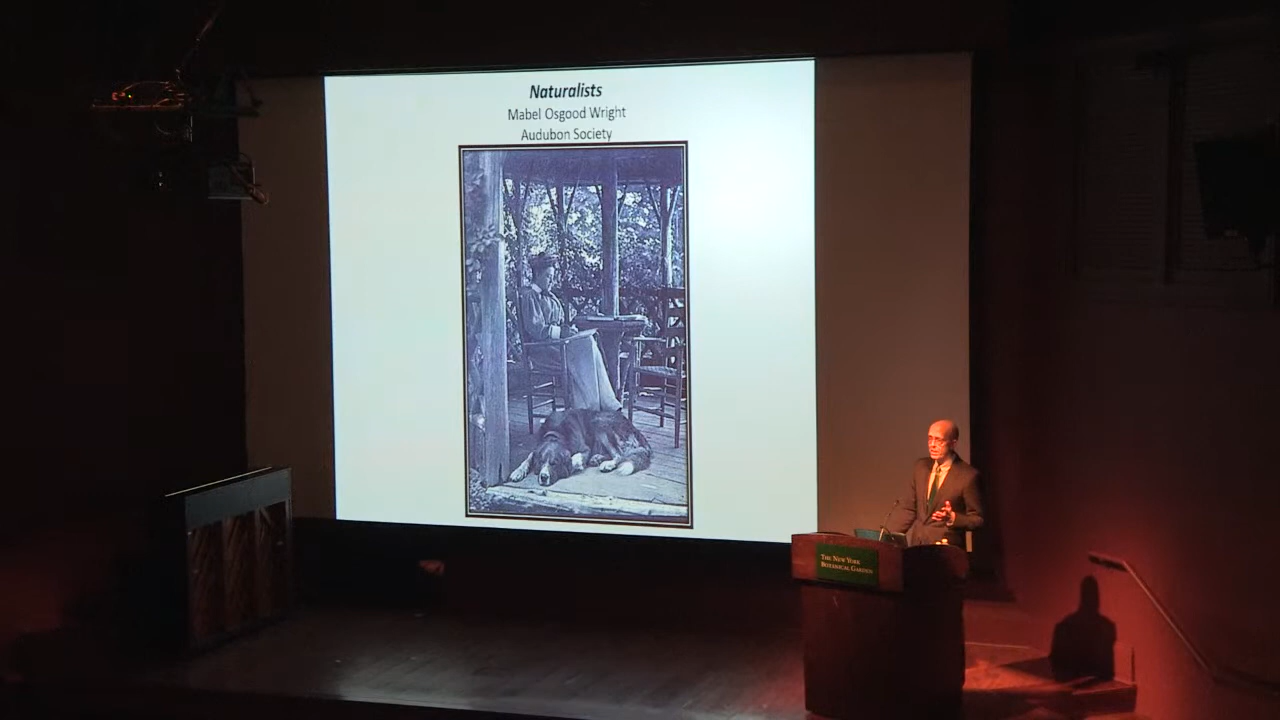 Naturalists
Mabel Osgood Wright
Audubon Society
The New York
Botanical Garden